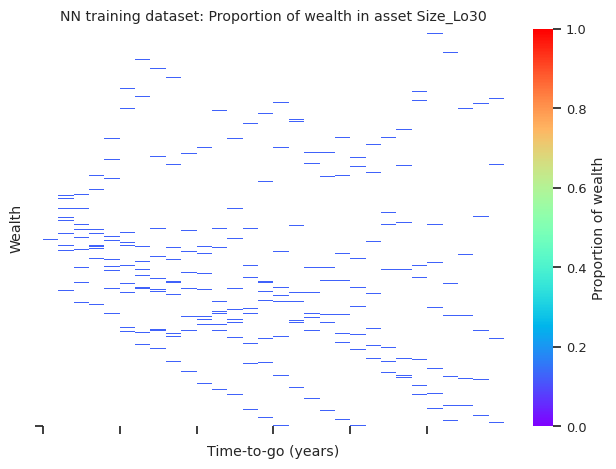 NN training dataset: Proportion of wealth in asset Size_Lo30
Wealth
Time-to-go (years)
1.0
0.8
0.6
0.4
0.2
0.0
Proportion of wealth